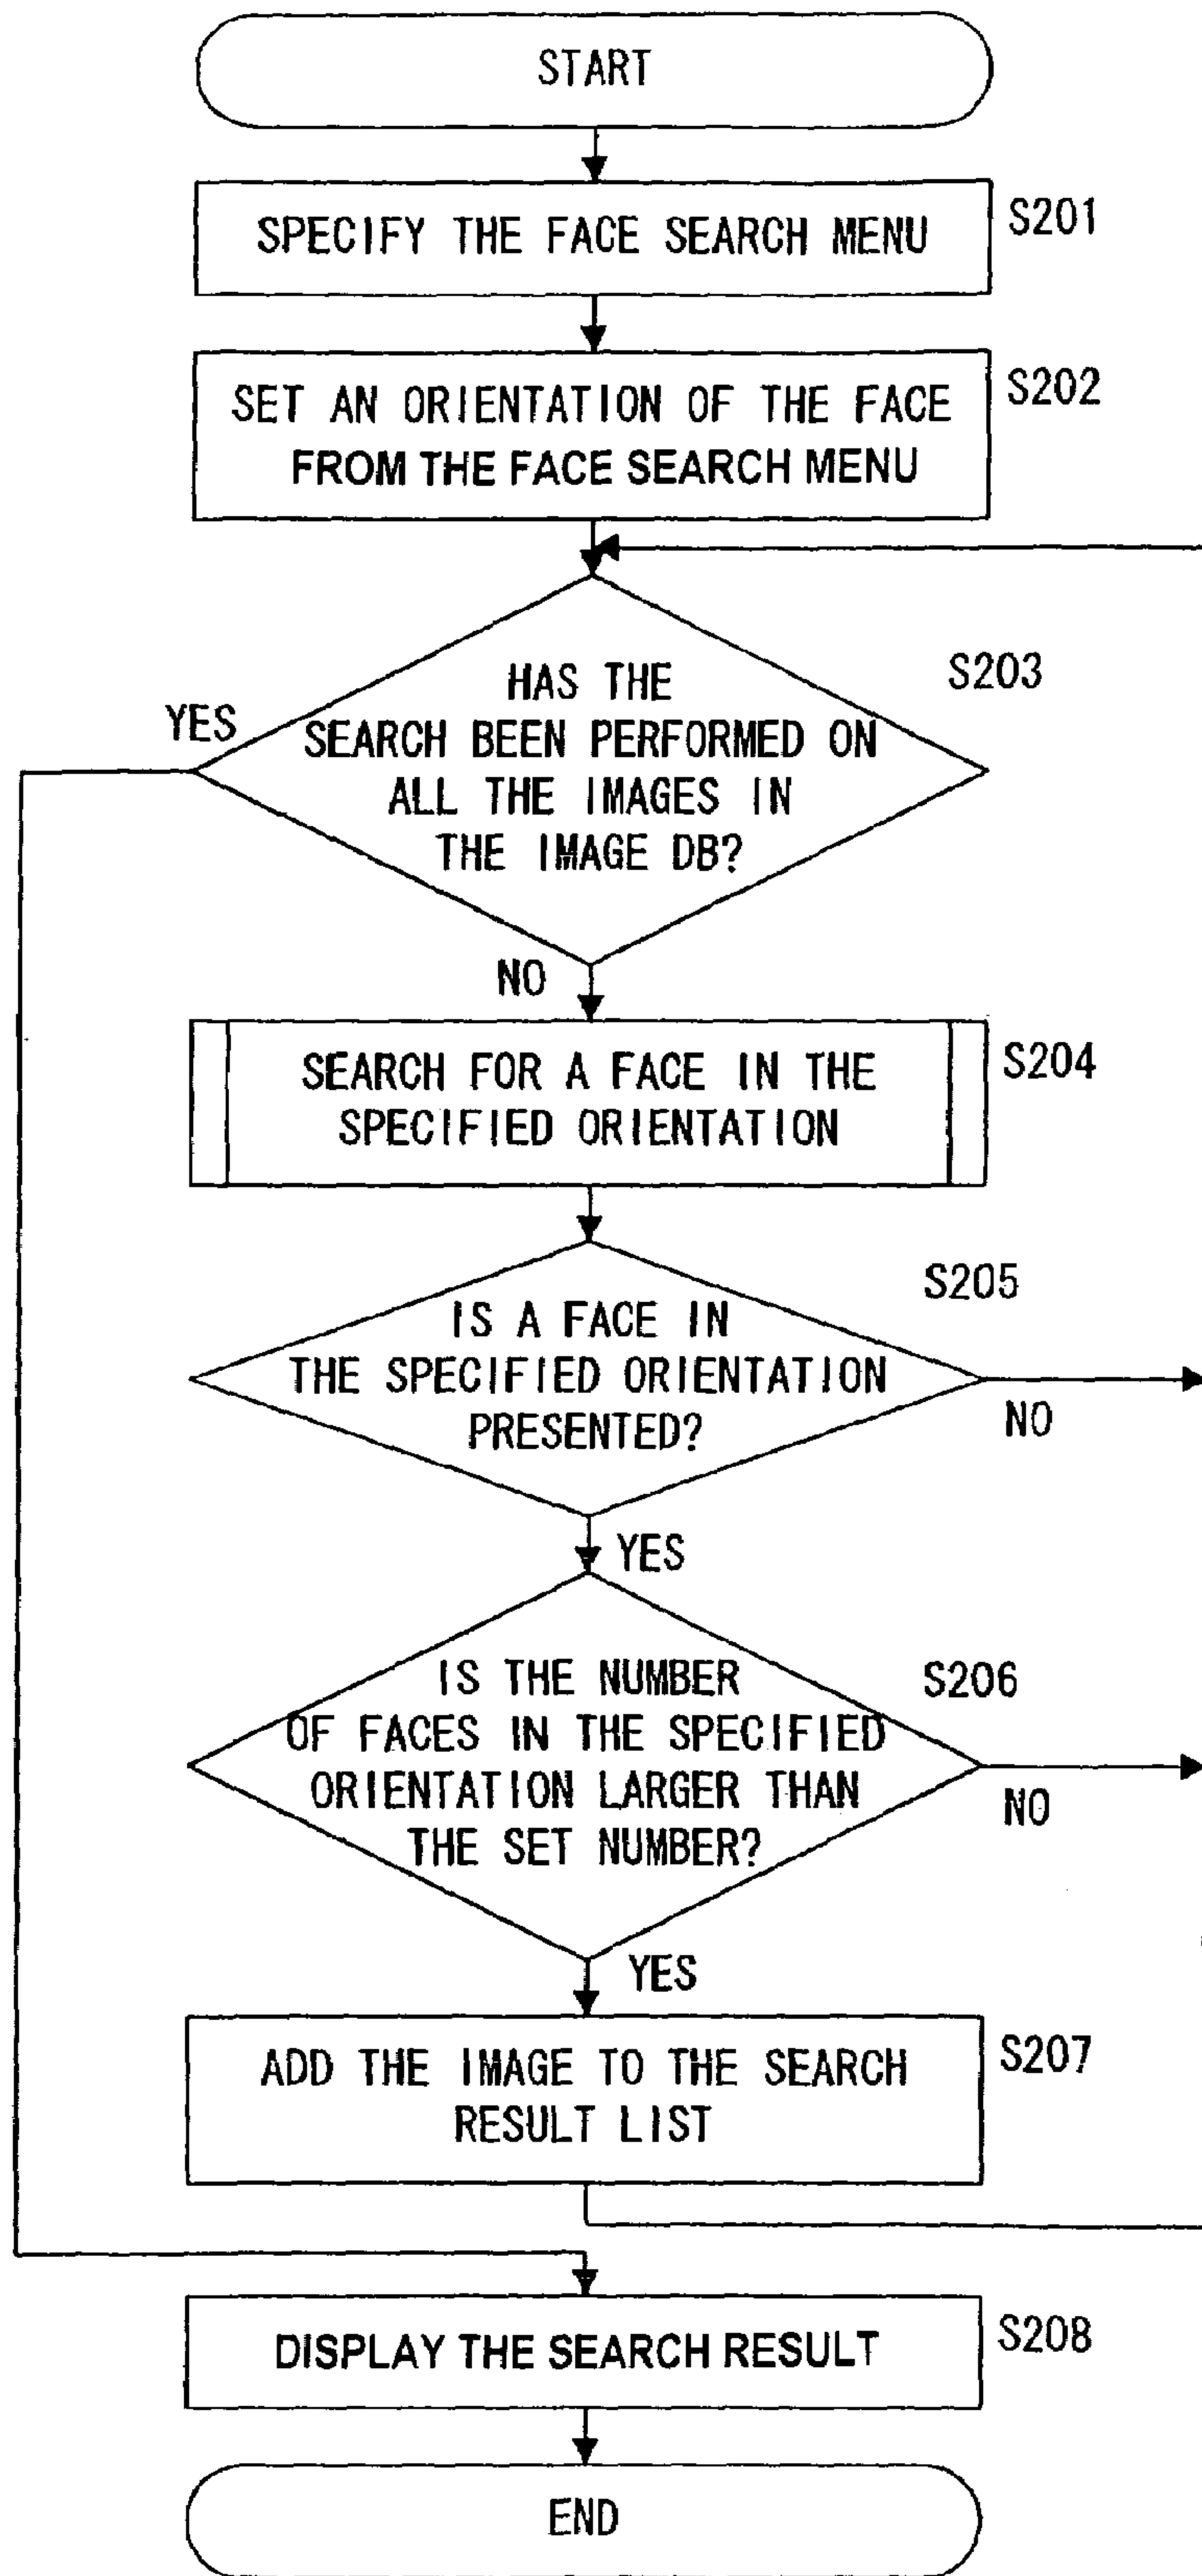 START
SPECIFY THE FACE SEARCH MENU
S201
SET AN ORIENTATION OF THE FACE
FROM THE FACE SEARCH MENU
S202
HAS THE
SEARCH BEEN PERFORMED ON
ALL THE IMAGES IN
THE IMAGE DB?
S203
YES
NO
SEARCH FOR A FACE IN THE
SPECIFIED ORIENTATION
S204
IS A FACE IN
THE SPECIFIED ORIENTATION
PRESENTED?
S205
NO
YES
IS THE NUMBER
OF FACES IN THE SPECIFIED
ORIENTATION LARGER THAN
THE SET NUMBER?
S206
NO
YES
ADD THE IMAGE TO THE SEARCH
RESULT LIST
S207
DISPLAY THE SEARCH RESULT
S208
END